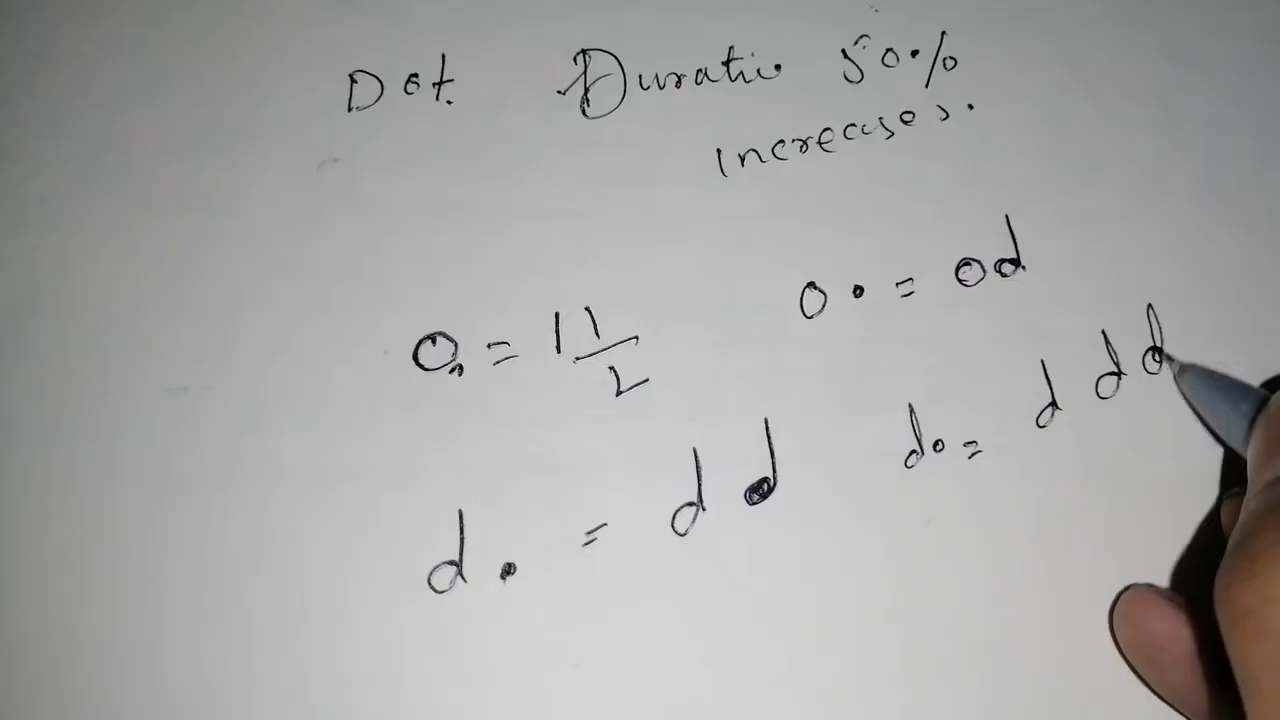 Dot. Duratio 50%
increases.
o. = 1 1/2
o. = od
d. = d d
d. = d d d